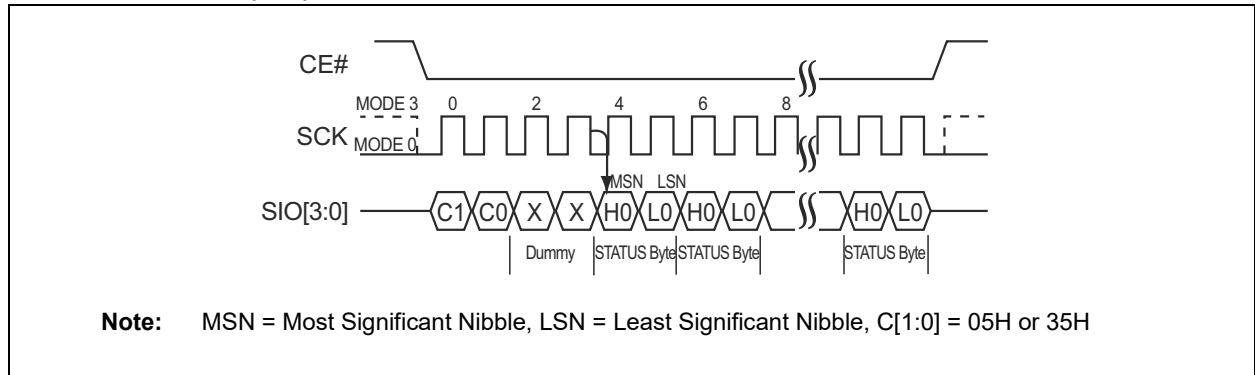 CE#
MODE 3 0 2 4 6 8
SCK
MODE 0
MSN LSN
SIO[3:0] C1 C0 X X H0 L0 H0 L0 H0 L0
Dummy STATUS Byte STATUS Byte STATUS Byte
Note: MSN = Most Significant Nibble, LSN = Least Significant Nibble, C[1:0] = 05H or 35H